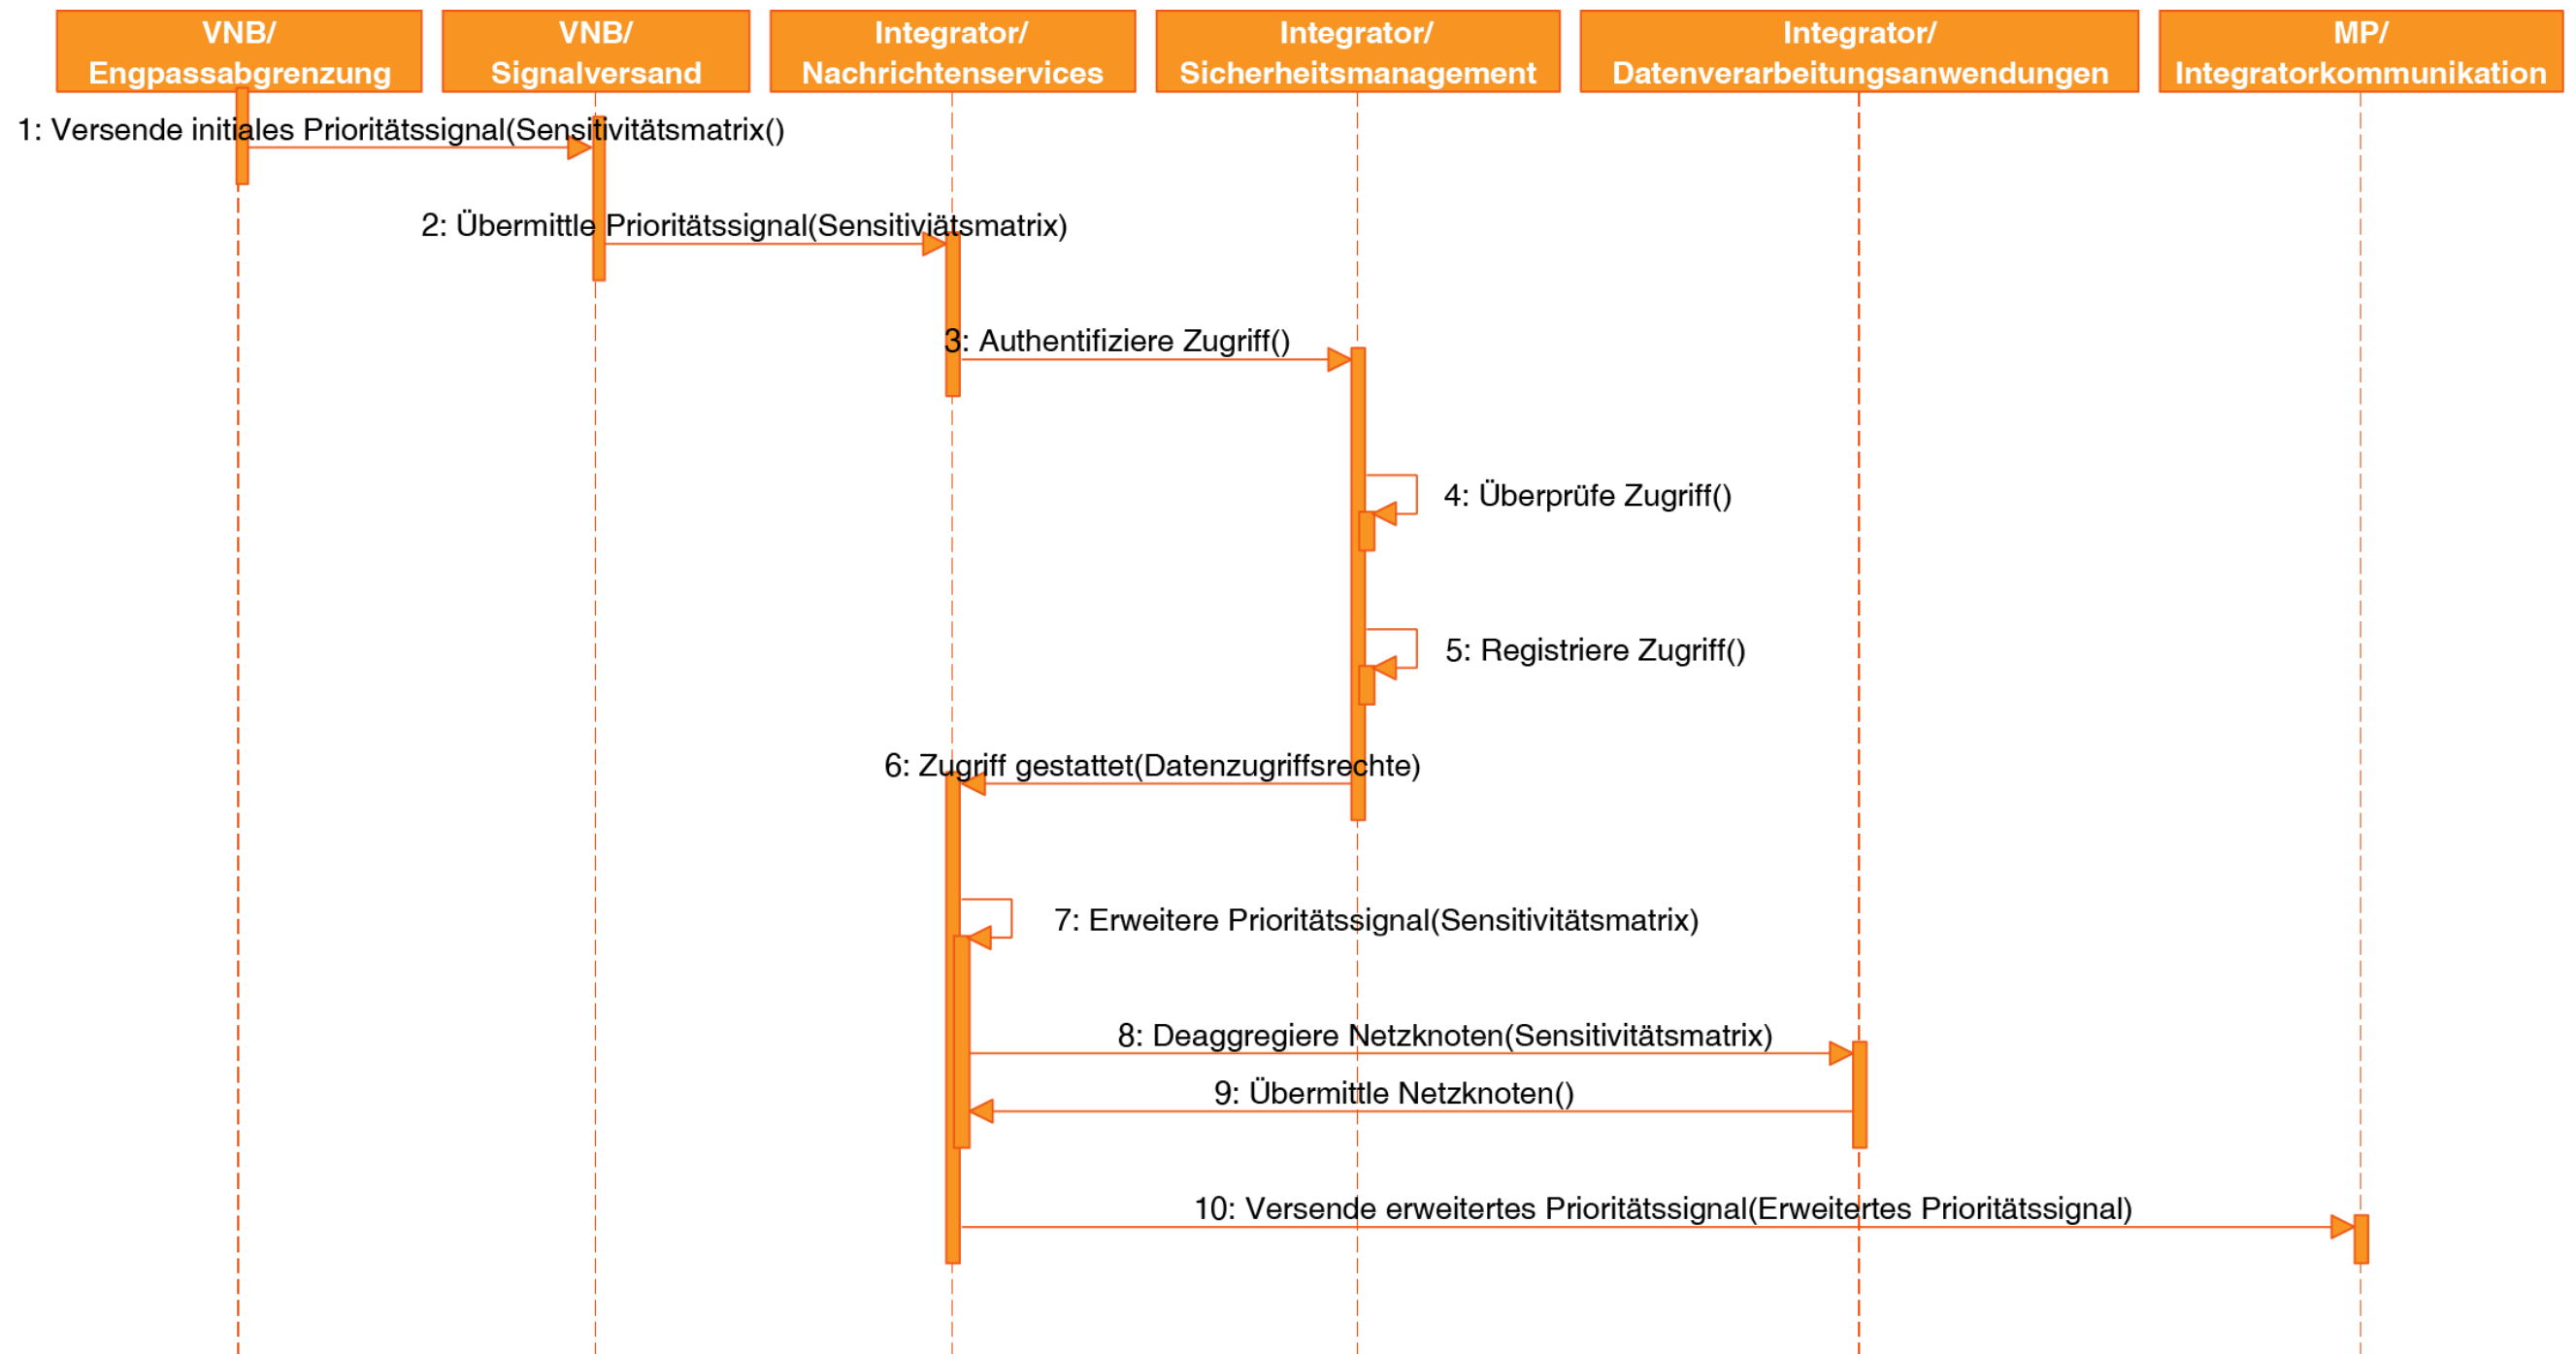 VNB/
Engpassabgrenzung
VNB/
Signalversand
Integrator/
Nachrichtenservices
Integrator/
Sicherheitsmanagement
Integrator/
Datenverarbeitungsanwendungen
MP/
Integratorkommunikation
1: Versende initiales Prioritätssignal(Sensitivitätsmatrix()
2: Übermittle Prioritätssignal(Sensitiviätsmatrix)
3: Authentifiziere Zugriff()
4: Überprüfe Zugriff()
5: Registriere Zugriff()
6: Zugriff gestattet(Datenzugriffsrechte)
7: Erweitere Prioritätssignal(Sensitivitätsmatrix)
8: Deaggregiere Netzknoten(Sensitivitätsmatrix)
9: Übermittle Netzknoten()
10: Versende erweitertes Prioritätssignal(Erweitertes Prioritätssignal)